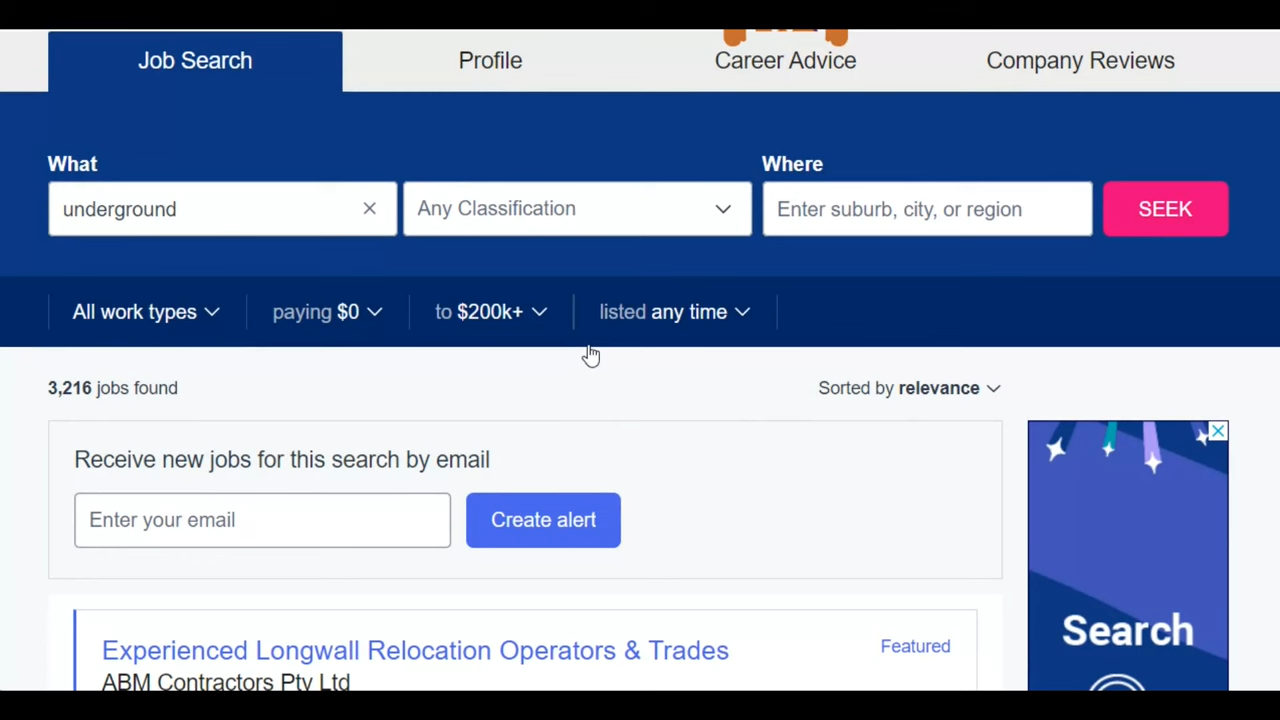 Job Search
Profile
Career Advice
Company Reviews
What
Where
underground
Any Classification
Enter suburb, city, or region
SEEK
All work types
paying $0
to $200k+
listed any time
3,216 jobs found
Sorted by relevance
Receive new jobs for this search by email
Enter your email
Create alert
Search
Experienced Longwall Relocation Operators & Trades
Featured
ABM Contractors Pty Ltd